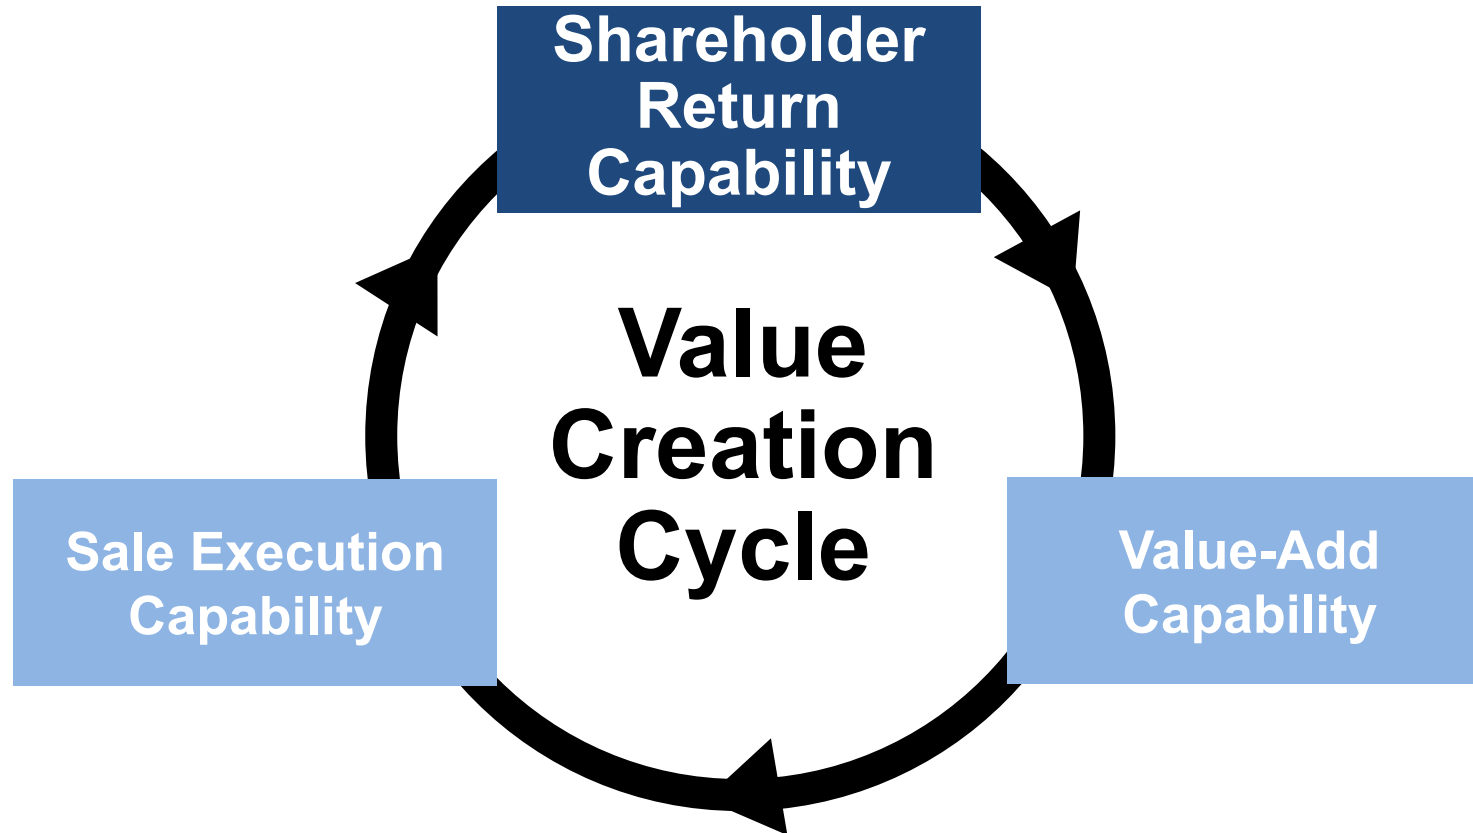 Shareholder
Return
Capability
Value
Creation
Cycle
Sale Execution
Capability
Value-Add
Capability